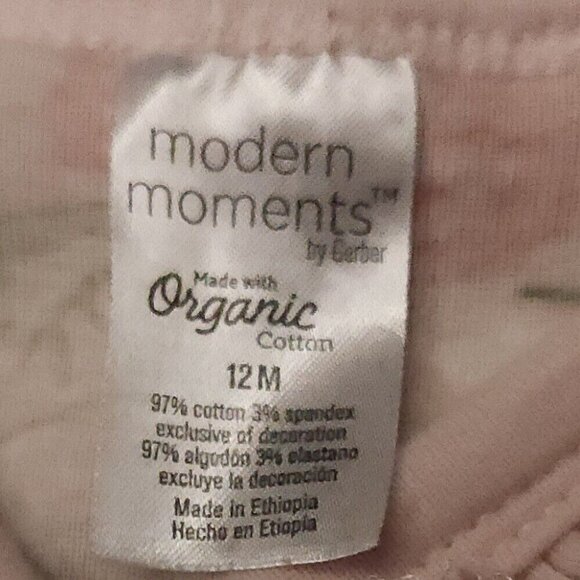 modern
moments™
by Gerber
Made with
Organic
Cotton
12 M
97% cotton 3% spandex
exclusive of decoration
97% algodón 3% elastano
excluye la decoración
Made in Ethiopia
Hecho en Etiopía